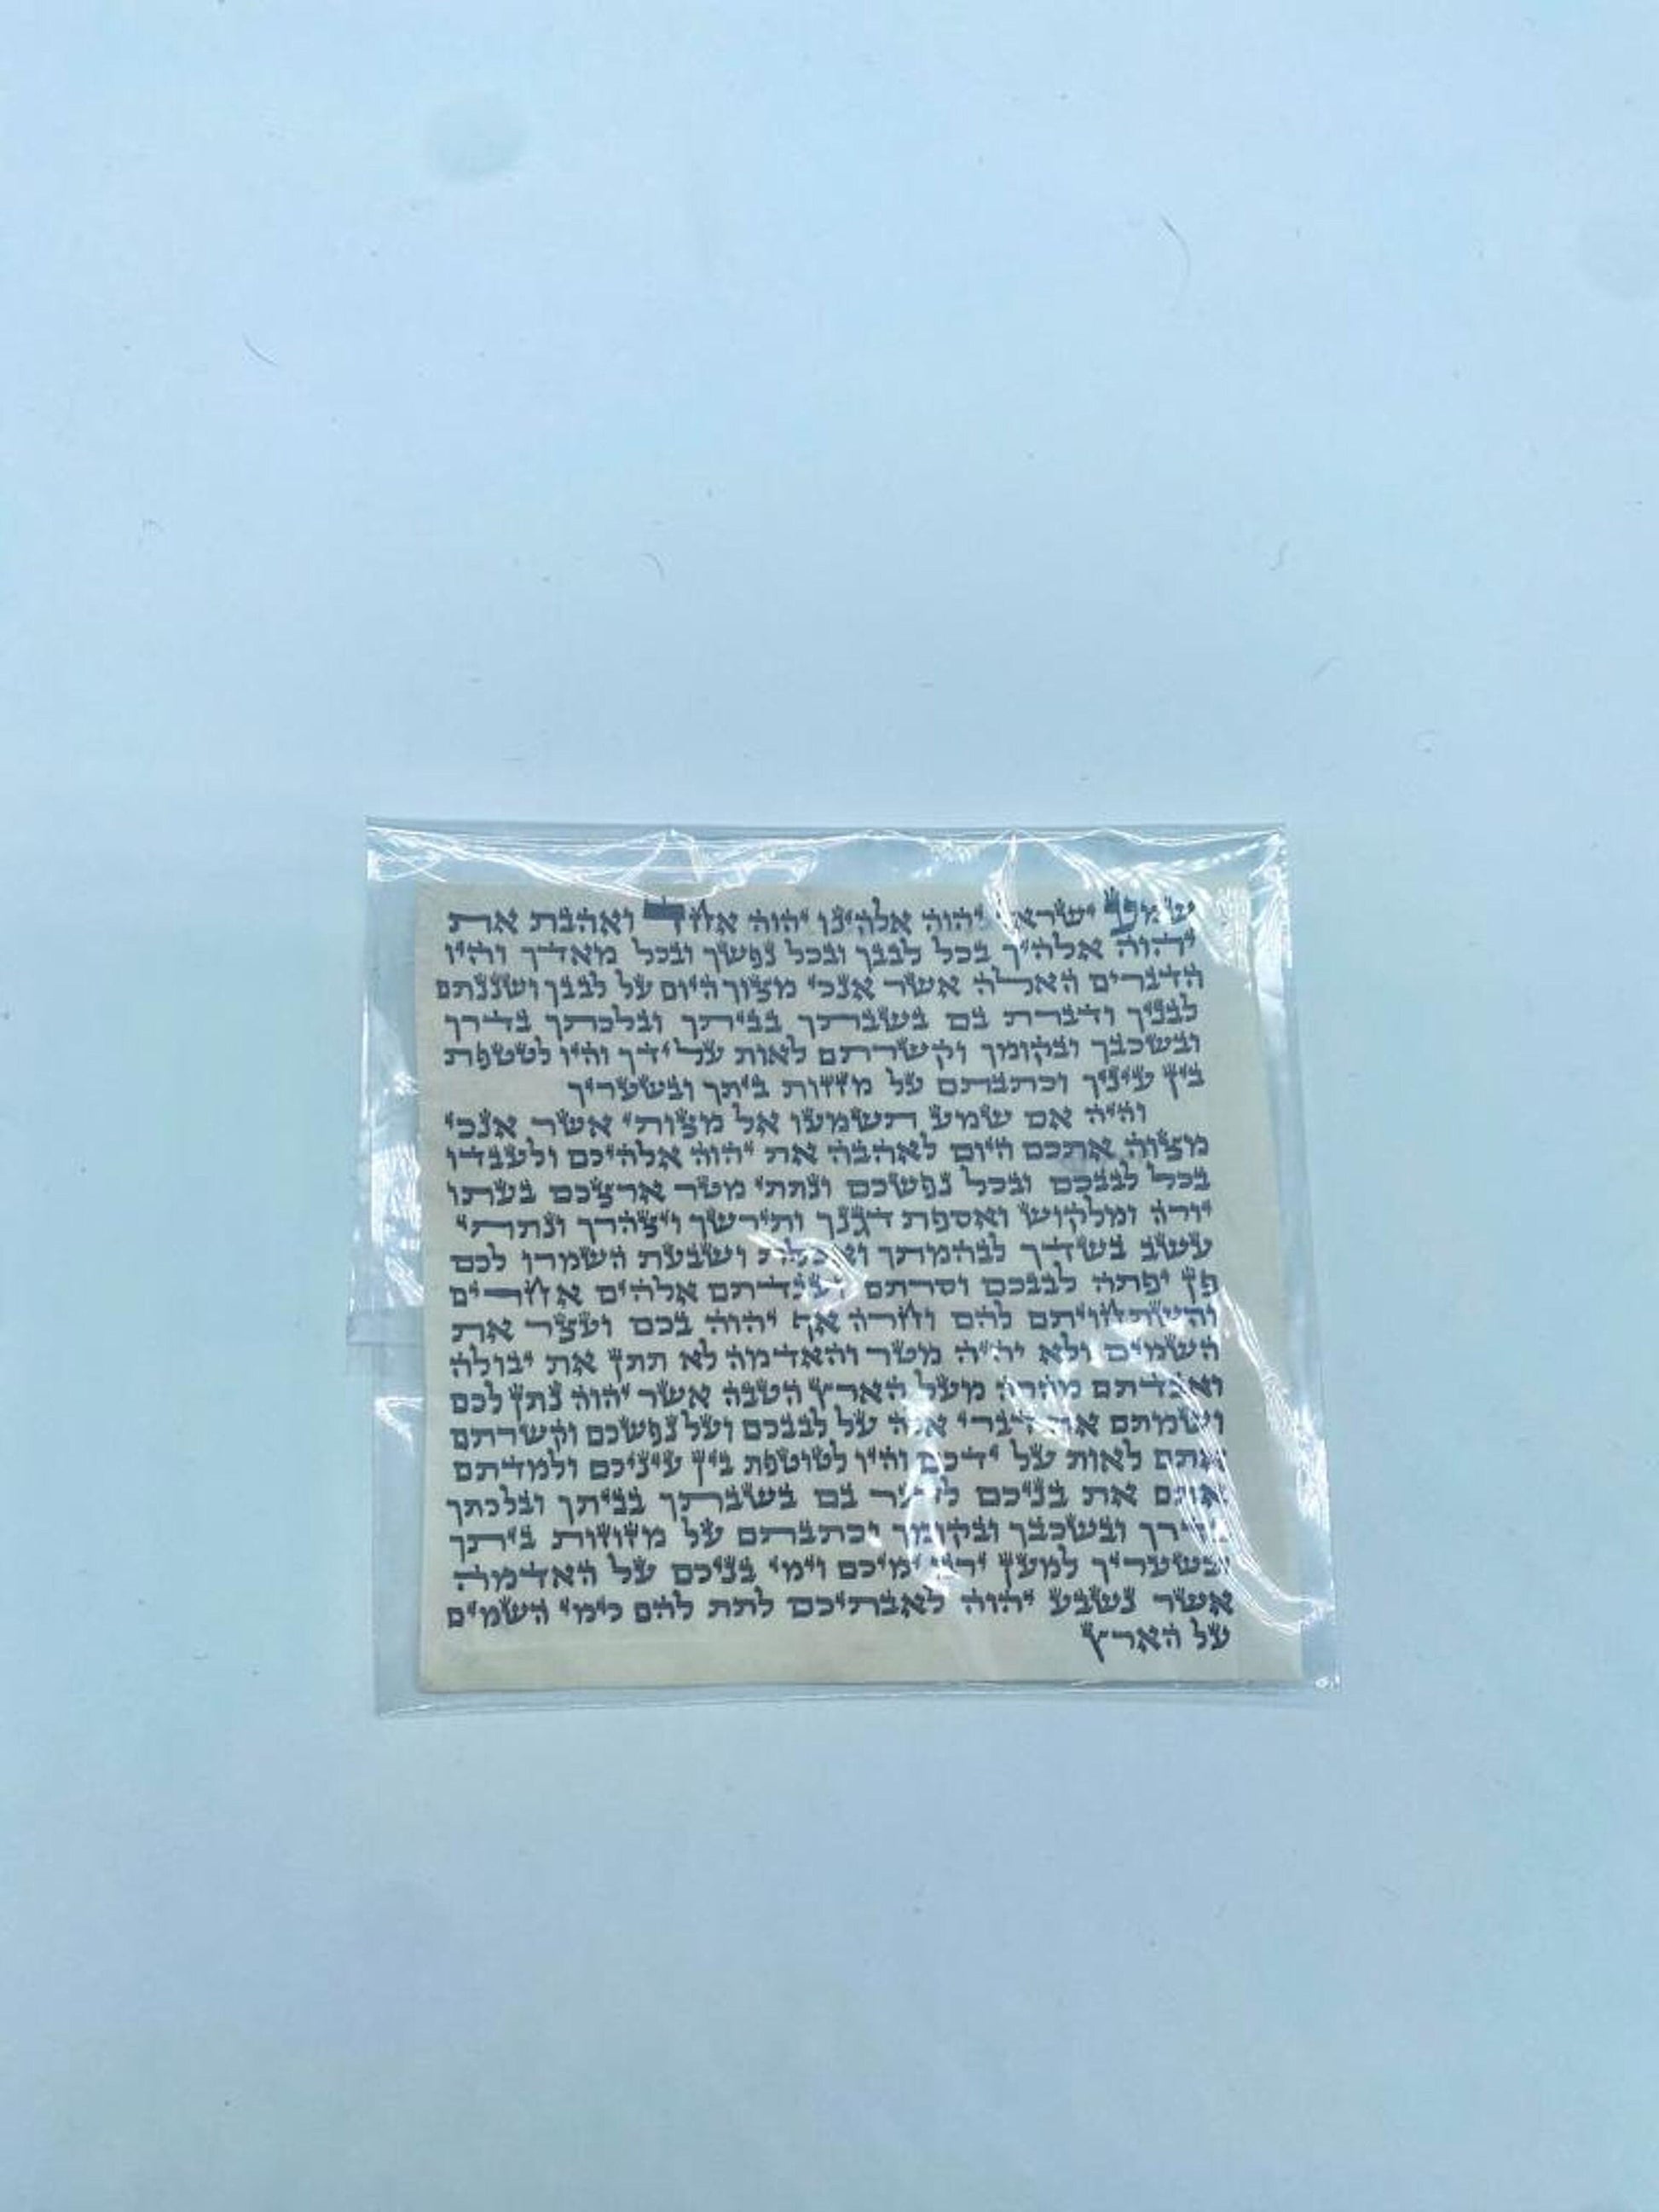 שמע ישראל יהוה אלהינו יהוה אחד ואהבת את
יהוה אלהיך בכל לבבך ובכל נפשך ובכל מאדך והיו
הדברים האלה אשר אנכי מצוך היום על לבבך ושננתם
לבניך ודברת בם בשבתך בביתך ובלכתך בדרך
ובשכבך ובקומך וקשרתם לאות על ידך והיו לטטפת
בין עיניך וכתבתם על מזזות ביתך ובשעריך
והיה אם שמע תשמעו אל מצותי אשר אנכי
מצוה אתכם היום לאהבה את יהוה אלהיכם ולעבדו
בכל לבבכם ובכל נפשכם ונתתי מטר ארצכם בעתו
יורה ומלקוש ואספת דגנך ותירשך ויצהרך ונתתי
עשב בשדך לבהמתך ואכלת ושבעת השמרו לכם
פן יפתה לבבכם וסרתם ועבדתם אלהים אחרים
והשתחויתם להם וחרה אף יהוה בכם ועצר את
השמים ולא יהיה מטר והאדמה לא תתן את יבולה
ואבדתם מהרה מעל הארץ הטבה אשר יהוה נתן לכם
ושמתם את דברי אלה על לבבכם ועל נפשכם וקשרתם
אתם לאות על ידכם והיו לטוטפת בין עיניכם ולמדתם
אתם את בניכם לדבר בם בשבתך בביתך ובלכתך
בדרך ובשכבך ובקומך וכתבתם על מזוזות ביתך
ובשעריך למען ירבו ימיכם וימי בניכם על האדמה
אשר נשבע יהוה לאבתיכם לתת להם כימי השמים
על הארץ